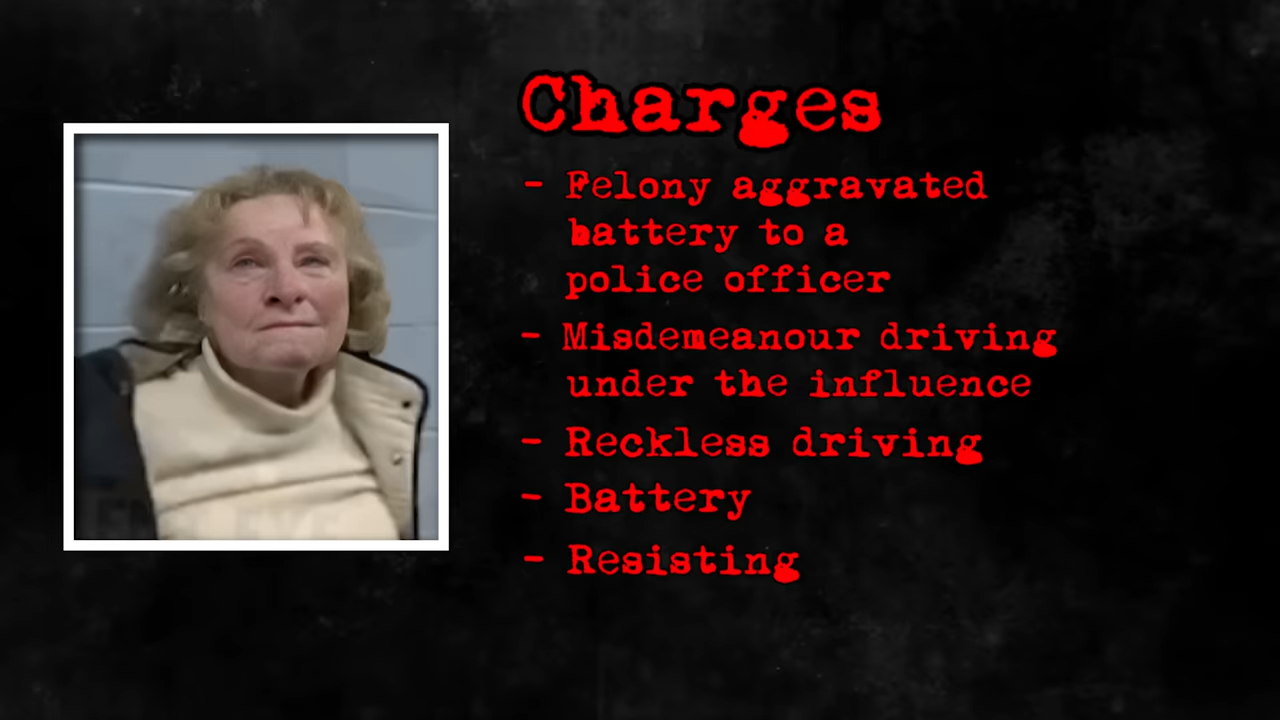 Charges
- Felony aggravated
battery to a
police officer
- Misdemeanour driving
under the influence
- Reckless driving
- Battery
- Resisting